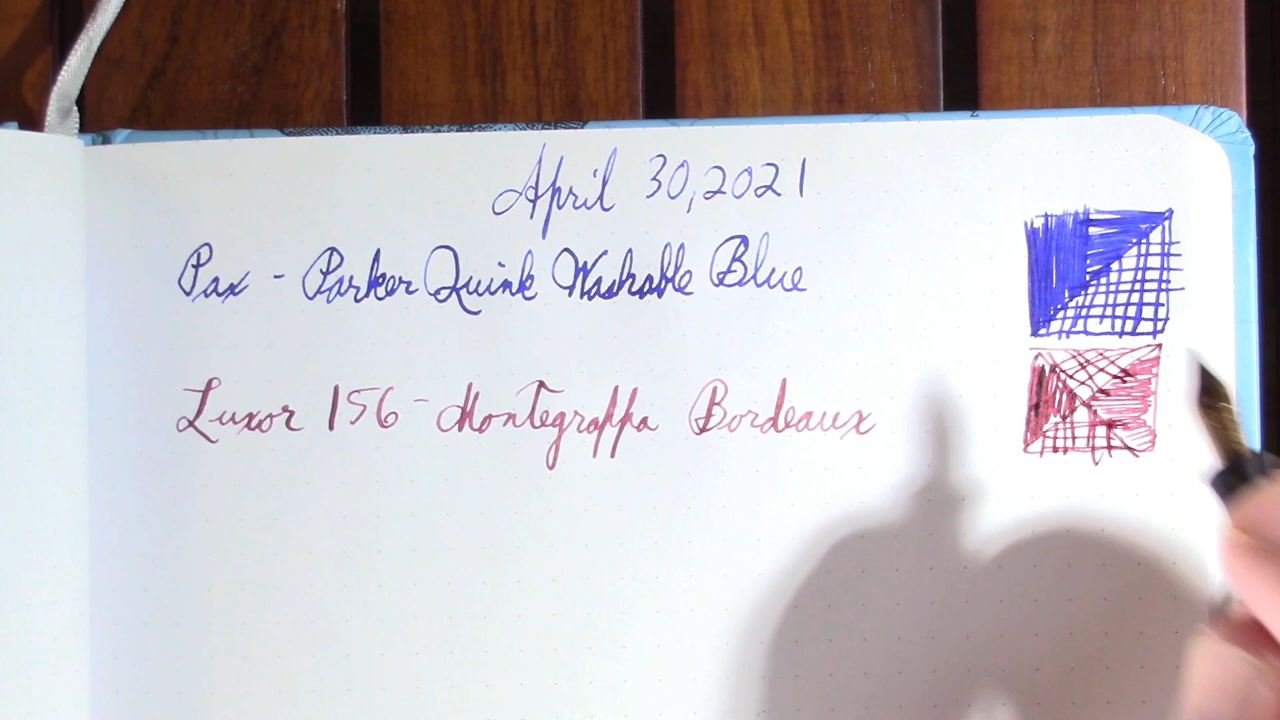 April 30,2021
Pax - Parker Quink Washable Blue
Luxor 156 - Montegrappa Bordeaux